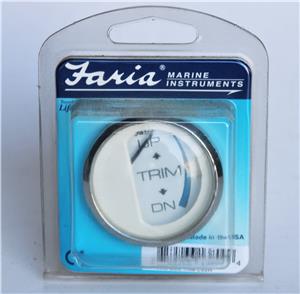 Faria
MARINE
INSTRUMENTS
UP
TRIM
DN
Made in the USA